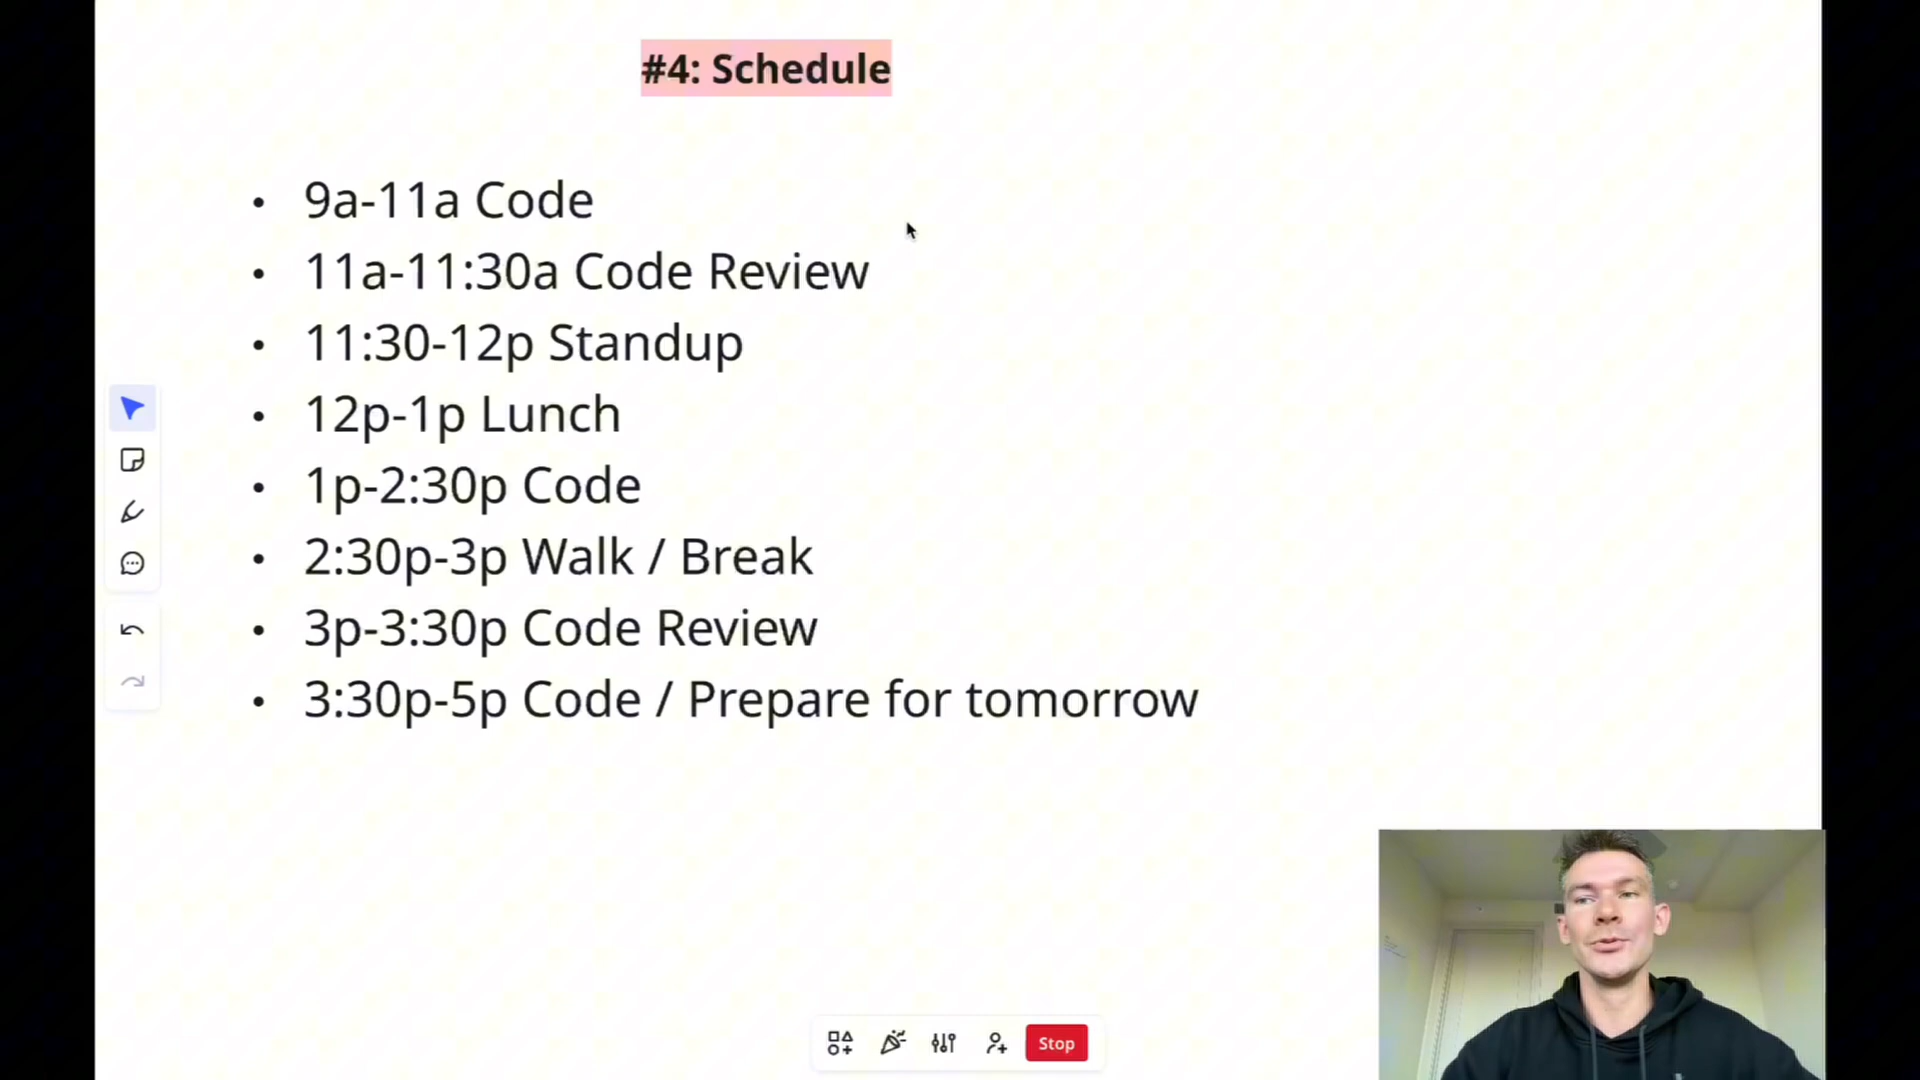 #4: Schedule
• 9a-11a Code
• 11a-11:30a Code Review
• 11:30-12p Standup
• 12p-1p Lunch
• 1p-2:30p Code
• 2:30p-3p Walk / Break
• 3p-3:30p Code Review
• 3:30p-5p Code / Prepare for tomorrow
Stop